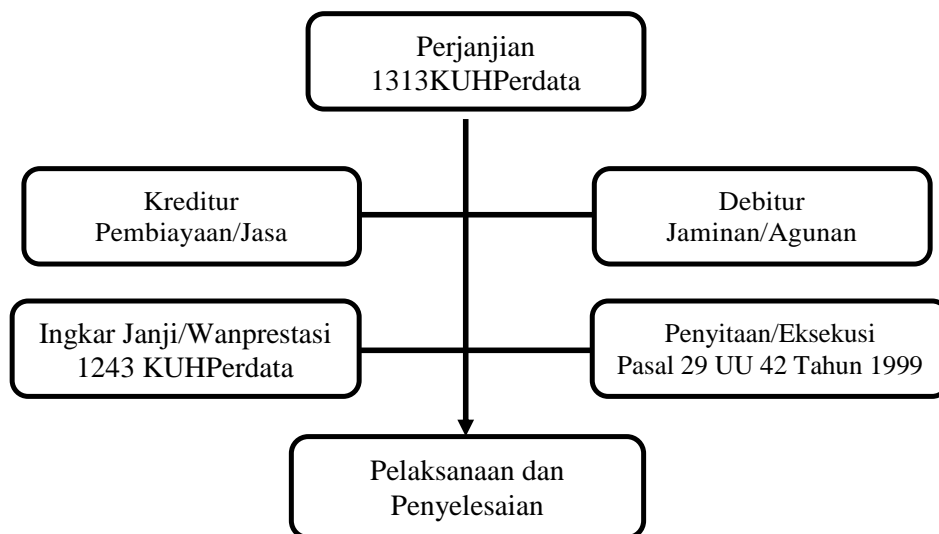 Perjanjian
1313KUHPerdata
Kreditur
Pembiayaan/Jasa
Debitur
Jaminan/Agunan
Ingkar Janji/Wanprestasi
1243 KUHPerdata
Penyitaan/Eksekusi
Pasal 29 UU 42 Tahun 1999
Pelaksanaan dan
Penyelesaian